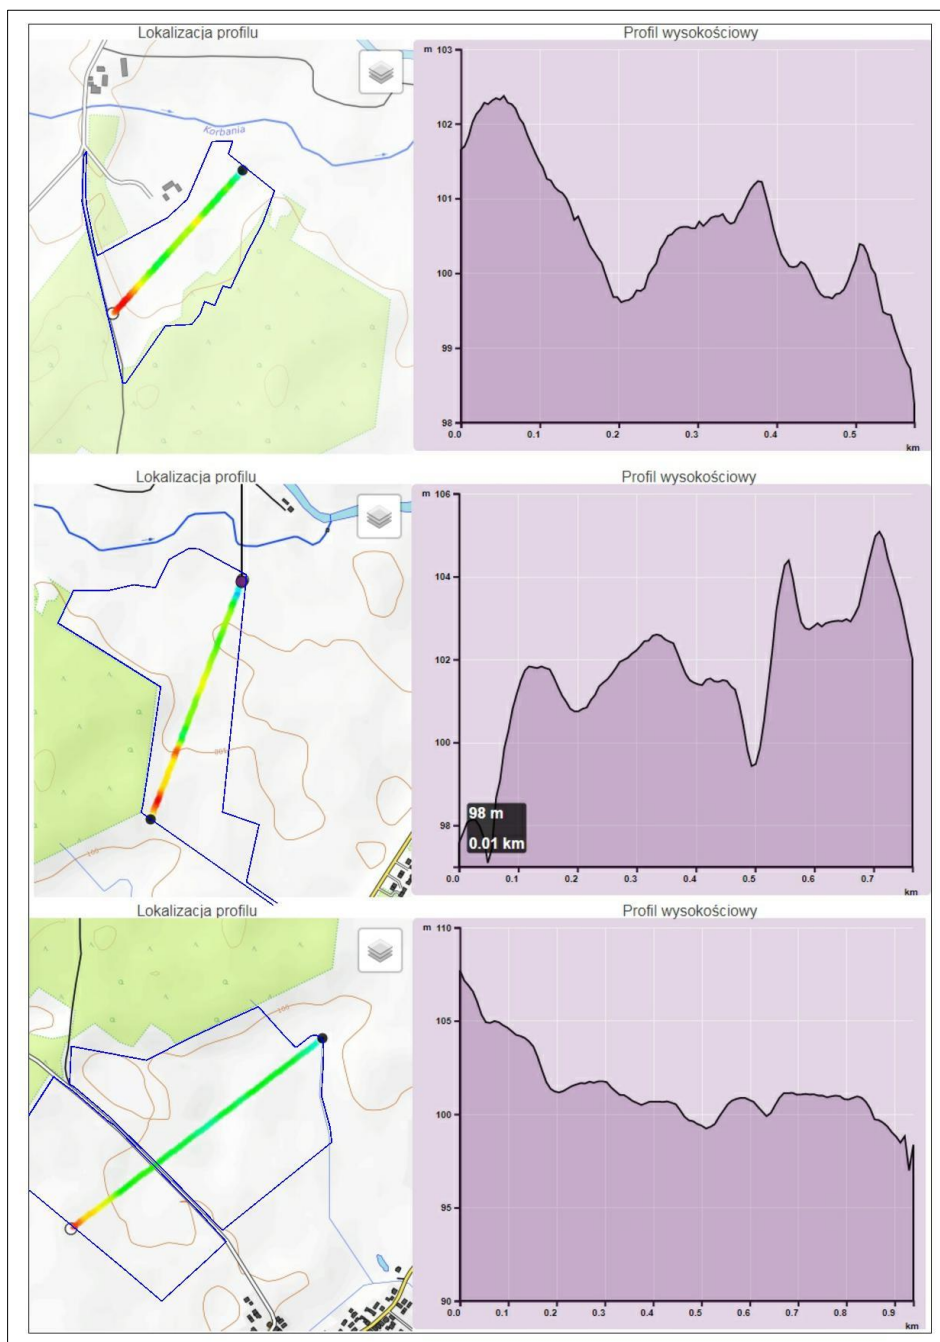 Lokalizacja profilu
Profil wysokościowy
Korbania
m 103
102
101
100
99
98
0.0 0.1 0.2 0.3 0.4 0.5
km
Lokalizacja profilu
Profil wysokościowy
100
100
m 106
104
102
100
98
98 m
0.01 km
0.0 0.1 0.2 0.3 0.4 0.5 0.6 0.7
km
Lokalizacja profilu
Profil wysokościowy
100
m 110
105
100
95
90
0.0 0.1 0.2 0.3 0.4 0.5 0.6 0.7 0.8 0.9
km